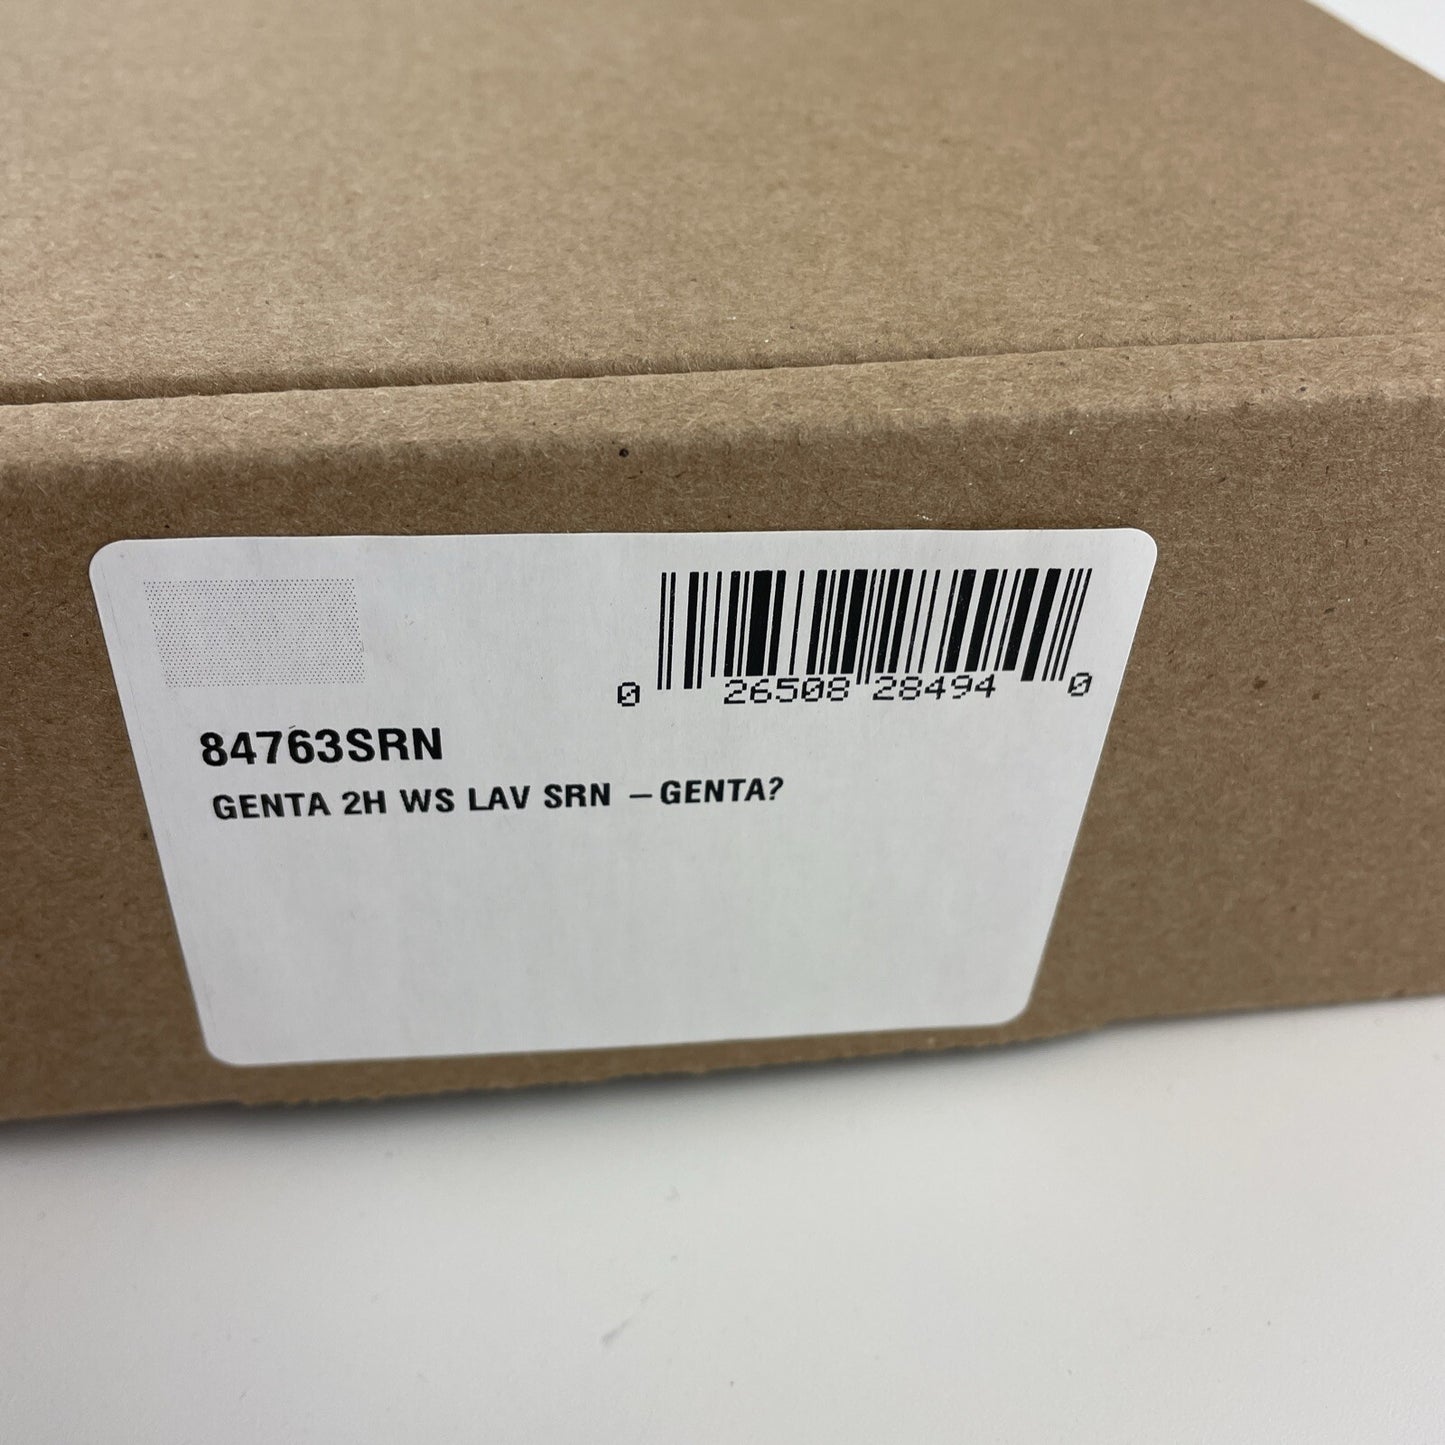 0 26508 28494 0
84763SRN
GENTA 2H WS LAV SRN —GENTA?